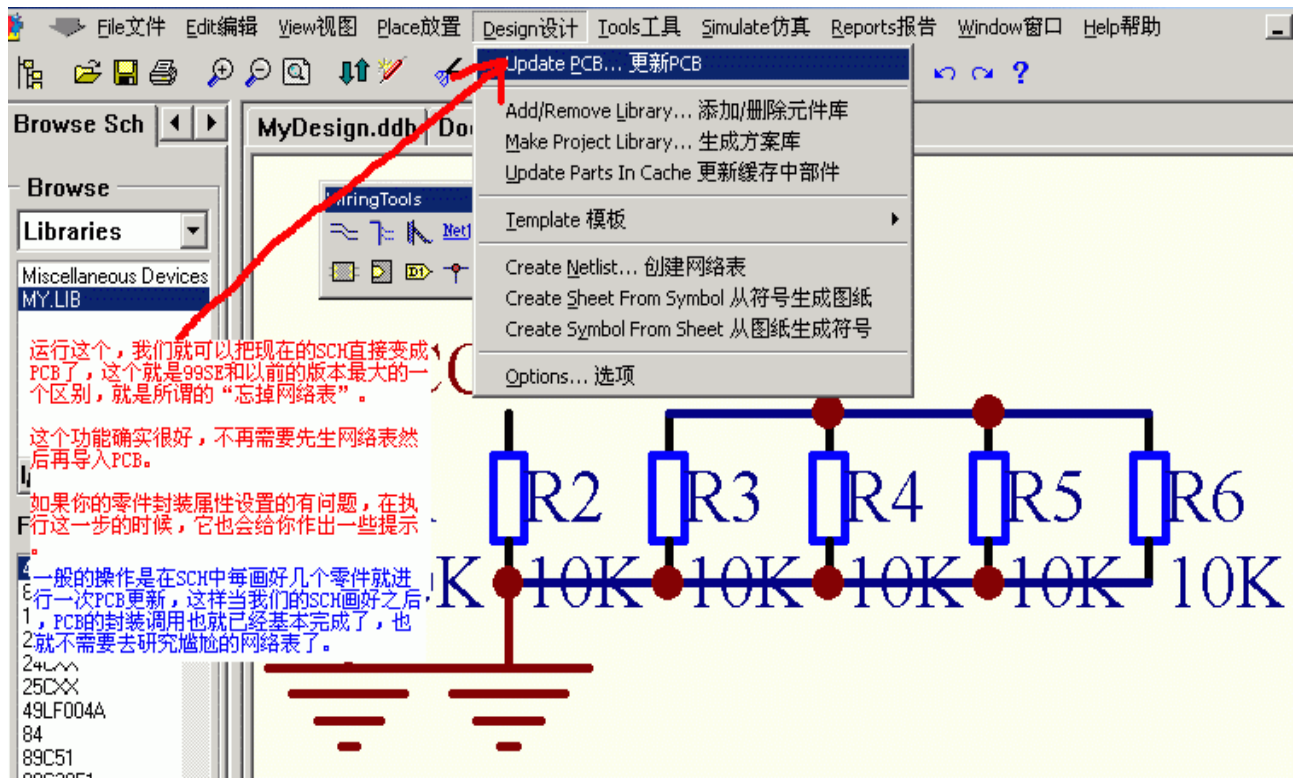 File文件 Edit编辑 View视图 Place放置 Design设计 Tools工具 Simulate仿真 Reports报告 Window窗口 Help帮助
Update PCB... 更新PCB
Add/Remove Library... 添加/删除元件库
Make Project Library... 生成方案库
Update Parts In Cache 更新缓存中部件
Template 模板
Create Netlist... 创建网络表
Create Sheet From Symbol 从符号生成图纸
Create Symbol From Sheet 从图纸生成符号
Options... 选项
Browse Sch
MyDesign.ddb
Browse
WiringTools
Libraries
Net1
D1
Miscellaneous Devices
MY.LIB
运行这个，我们就可以把现在的SCH直接变成
PCB了，这个就是99SE和以前的版本最大的一
个区别，就是所谓的“忘掉网络表”。
这个功能确实很好，不再需要先生网络表然
后再导入PCB。
如果你的零件封装属性设置的有问题，在执
行这一步的时候，它也会给你作出一些提示
。
一般的操作是在SCH中每画好几个零件就进
行一次PCB更新，这样当我们的SCH画好之后
，PCB的封装调用也就已经基本完成了，也
就不需要去研究尴尬的网络表了。
R2 R3 R4 R5 R6
K 10K 10K 10K 10K 10K
24CXX
25CXX
49LF004A
84
89C51